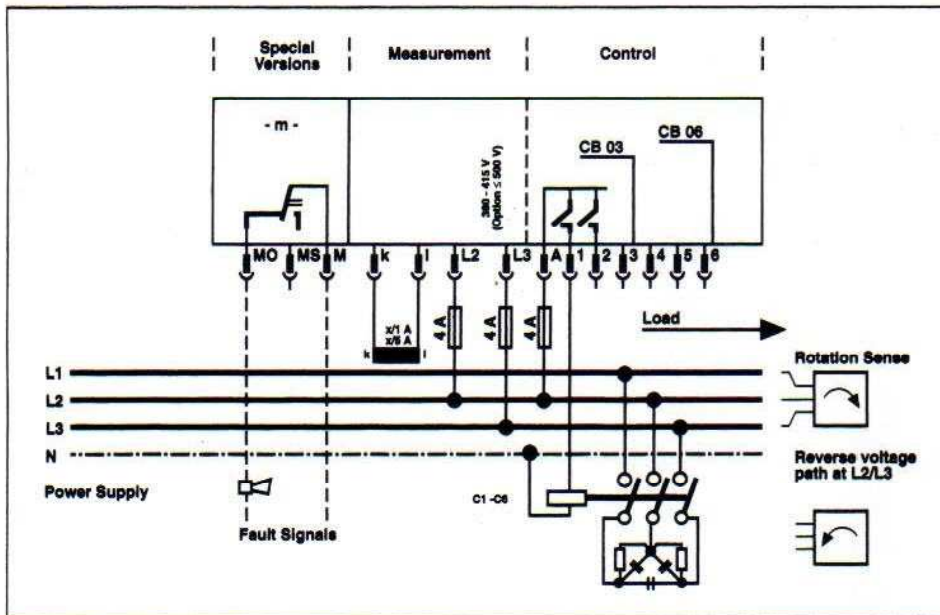 Special
Versions
Measurement
Control
- m -
380 - 415 V
(Option ≤ 500 V)
CB 03
CB 06
MO
MS
M
k
l
L2
L3
A
1
2
3
4
5
6
x/1 A
x/5 A
k
l
4 A
4 A
4 A
Load
Rotation Sense
L1
L2
L3
N
Reverse voltage
path at L2/L3
Power Supply
C1 -C6
Fault Signals